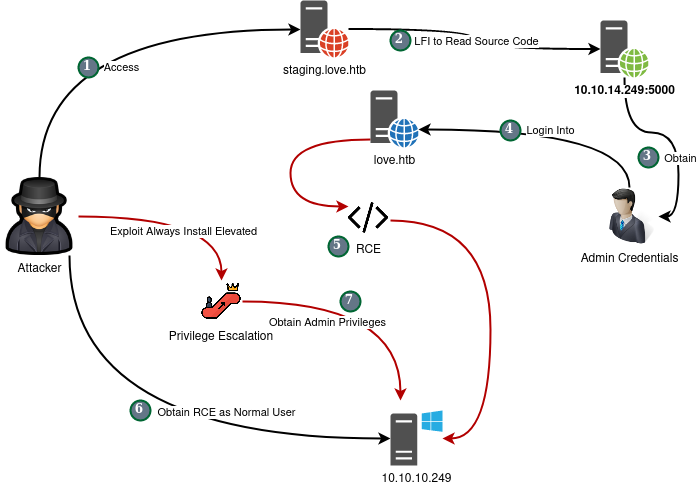 1 Access
staging.love.htb
2 LFI to Read Source Code
10.10.14.249:5000
3 Obtain
Admin Credentials
4 Login Into
love.htb
5 RCE
Attacker
Exploit Always Install Elevated
Privilege Escalation
7
Obtain Admin Privileges
6 Obtain RCE as Normal User
10.10.10.249